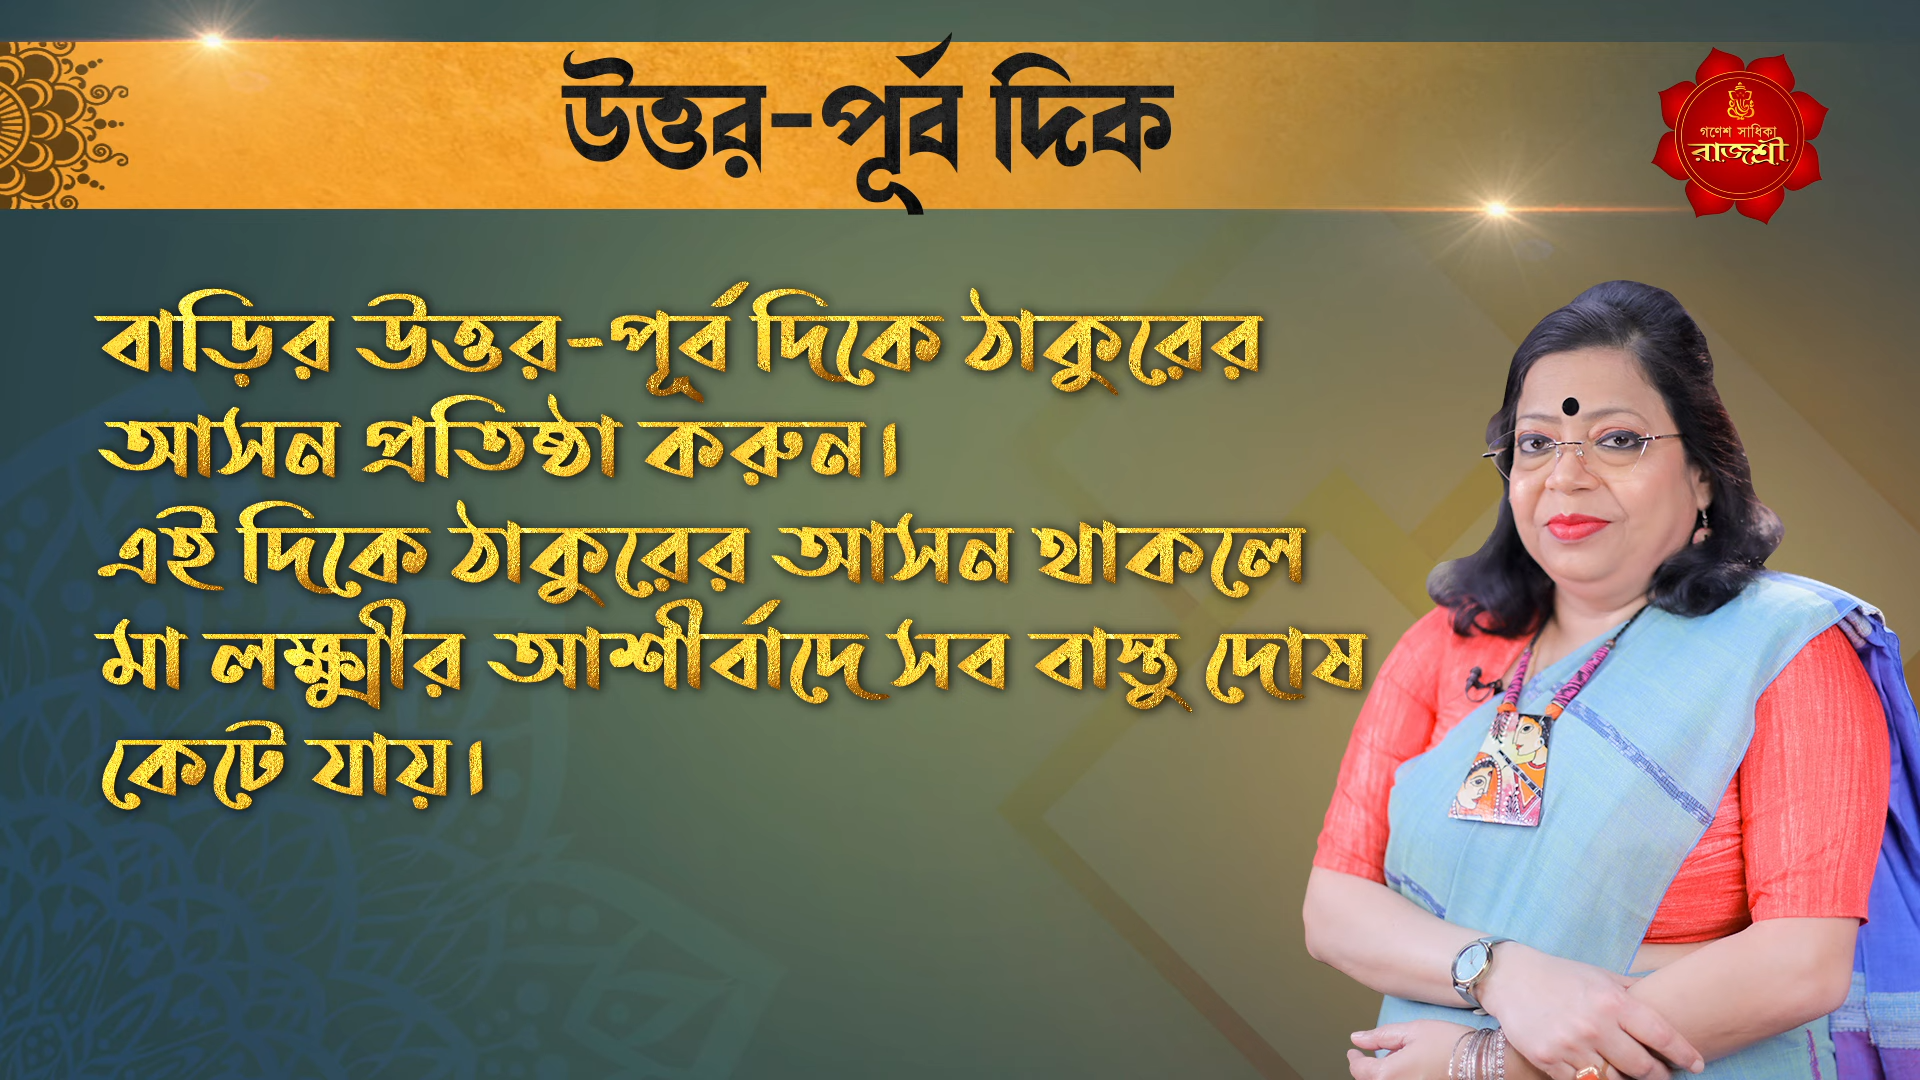 উত্তর-পূর্ব দিক
গণেশ সাধিকা
রাজশ্রী
বাড়ির উত্তর-পূর্ব দিকে ঠাকুরের
আসন প্রতিষ্ঠা করুন।
এই দিকে ঠাকুরের আসন থাকলে
মা লক্ষ্মীর আশীর্বাদে সব বাস্তু দোষ
কেটে যায়।